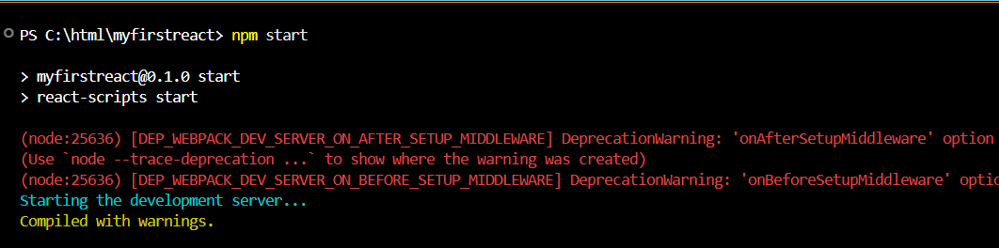 PS C:\html\myfirstreact> npm start
> myfirstreact@0.1.0 start
> react-scripts start
(node:25636) [DEP_WEBPACK_DEV_SERVER_ON_AFTER_SETUP_MIDDLEWARE] DeprecationWarning: 'onAfterSetupMiddleware' option
(Use `node --trace-deprecation ...` to show where the warning was created)
(node:25636) [DEP_WEBPACK_DEV_SERVER_ON_BEFORE_SETUP_MIDDLEWARE] DeprecationWarning: 'onBeforeSetupMiddleware' optio
Starting the development server...
Compiled with warnings.